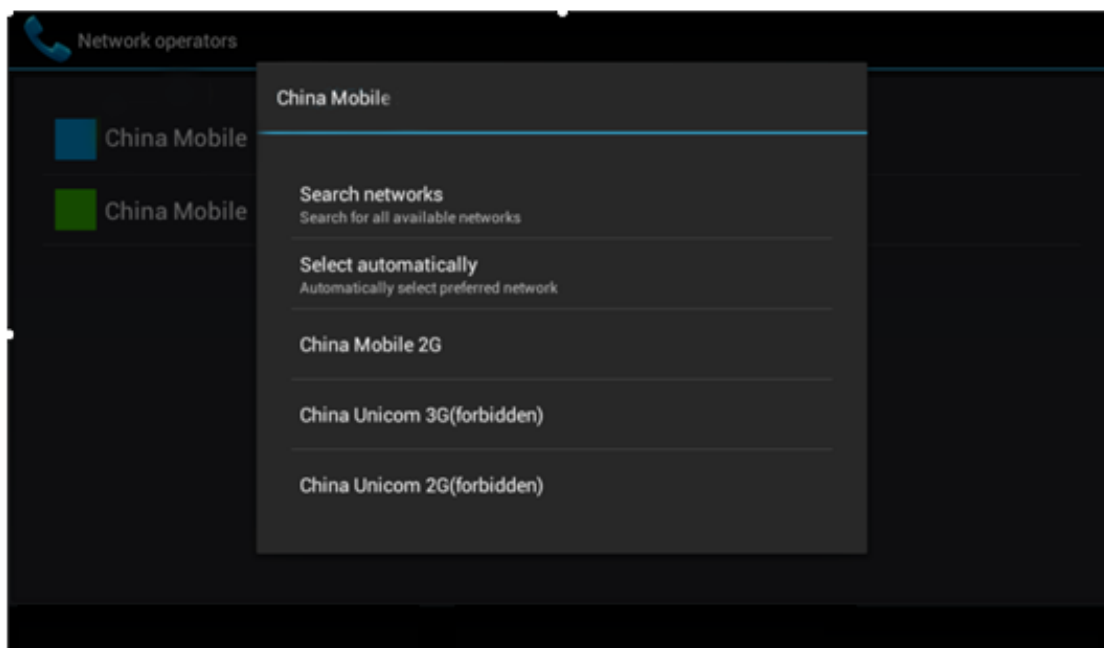 Network operators
China Mobile
China Mobile
China Mobile
Search networks
Search for all available networks
Select automatically
Automatically select preferred network
China Mobile 2G
China Unicom 3G(forbidden)
China Unicom 2G(forbidden)